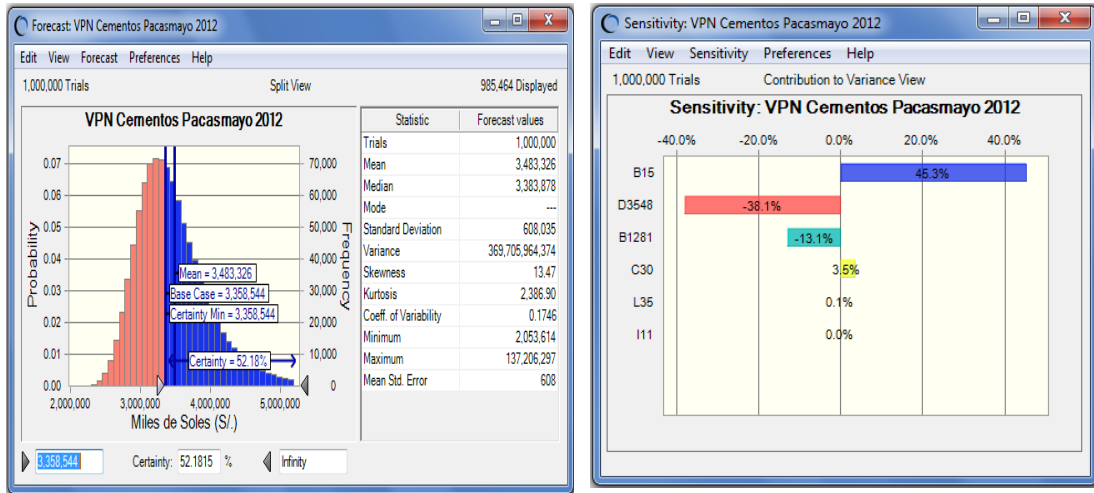 Forecast: VPN Cementos Pacasmayo 2012
Edit View Forecast Preferences Help
1,000,000 Trials Split View 985,464 Displayed
VPN Cementos Pacasmayo 2012
0.07
0.06
0.05
0.04
0.03
0.02
0.01
0.00
Probability
70,000
60,000
50,000
40,000
30,000
20,000
10,000
0
Frequency
Mean = 3,483,326
Base Case = 3,358,544
Certainty Min = 3,358,544
Certainty = 52.18%
2,000,000 3,000,000 4,000,000 5,000,000
Miles de Soles (S/.)
Statistic Forecast values
Trials 1,000,000
Mean 3,483,326
Median 3,383,878
Mode ---
Standard Deviation 608,035
Variance 369,705,964,374
Skewness 13.47
Kurtosis 2,386.90
Coeff. of Variability 0.1746
Minimum 2,053,614
Maximum 137,206,297
Mean Std. Error 608
3,358,544 Certainty: 52.1815 % Infinity
Sensitivity: VPN Cementos Pacasmayo 2012
Edit View Sensitivity Preferences Help
1,000,000 Trials Contribution to Variance View
Sensitivity: VPN Cementos Pacasmayo 2012
-40.0% -20.0% 0.0% 20.0% 40.0%
B15 45.3%
D3548 -38.1%
B1281 -13.1%
C30 3.5%
L35 0.1%
I11 0.0%